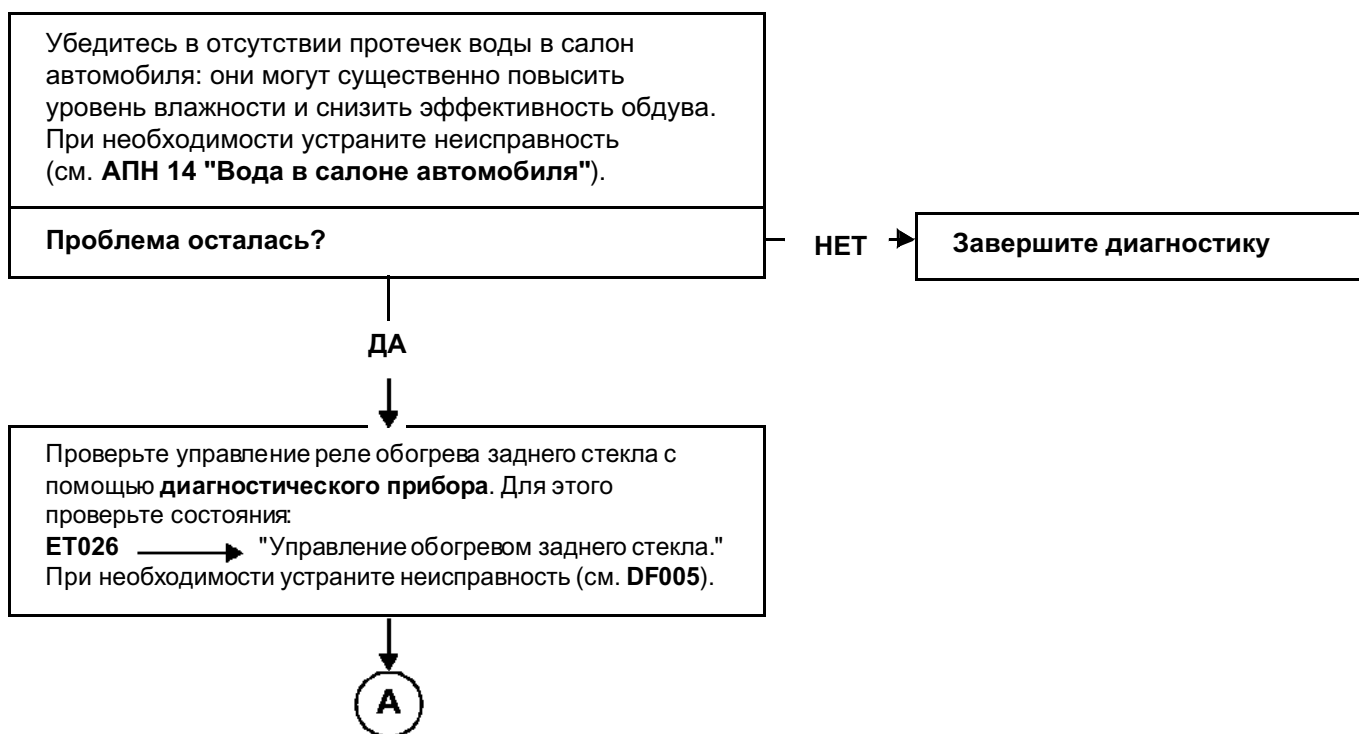 Убедитесь в отсутствии протечек воды в салон
автомобиля: они могут существенно повысить
уровень влажности и снизить эффективность обдува.
При необходимости устраните неисправность
(см. АПН 14 "Вода в салоне автомобиля").
Проблема осталась?
НЕТ
Завершите диагностику
ДА
Проверьте управление реле обогрева заднего стекла с
помощью диагностического прибора. Для этого
проверьте состояния:
ET026 "Управление обогревом заднего стекла."
При необходимости устраните неисправность (см. DF005).
A